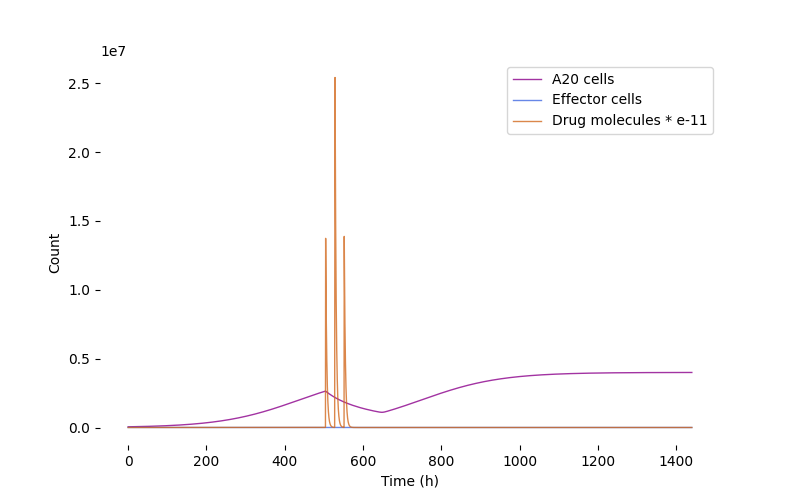 1e7
A20 cells
Effector cells
Drug molecules * e-11
2.5
2.0
1.5
1.0
0.5
0.0
Count
0 200 400 600 800 1000 1200 1400
Time (h)